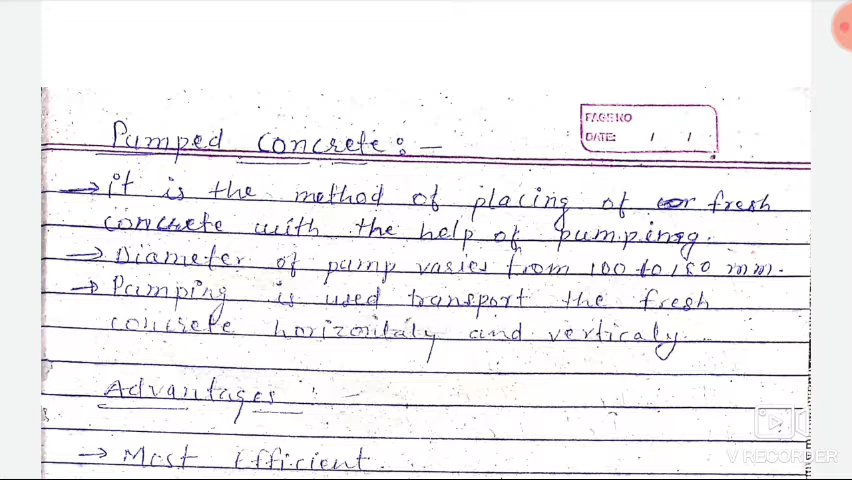 PAGE NO
DATE: / /
Pumped concrete:-
→ it is the method of placing of fresh
concrete with the help of pumping.
→ Diameter of pump varies from 100 to 150 mm.
→ Pumping is used transport the fresh
concrete horizontaly and verticaly.
Advantages :-
→ Most Efficient.
V RECORDER